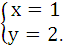 x = 1
y = 2.